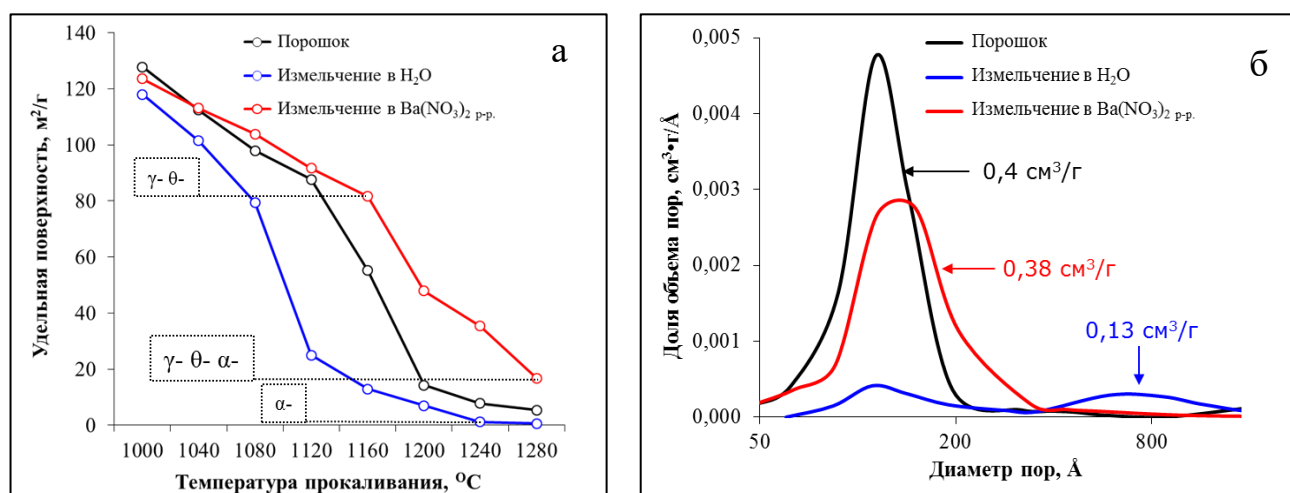 а
140
120
100
80
60
40
20
0
Удельная поверхность, м²/г
Порошок
Измельчение в H₂O
Измельчение в Ba(NO₃)₂ р-р.
γ- θ-
γ- θ- α-
α-
1000 1040 1080 1120 1160 1200 1240 1280
Температура прокаливания, ᴼC
б
0,005
0,004
0,003
0,002
0,001
0,000
Доля объема пор, см³•г/Å
Порошок
Измельчение в H₂O
Измельчение в Ba(NO₃)₂ р-р.
0,4 см³/г
0,38 см³/г
0,13 см³/г
50 200 800
Диаметр пор, Å